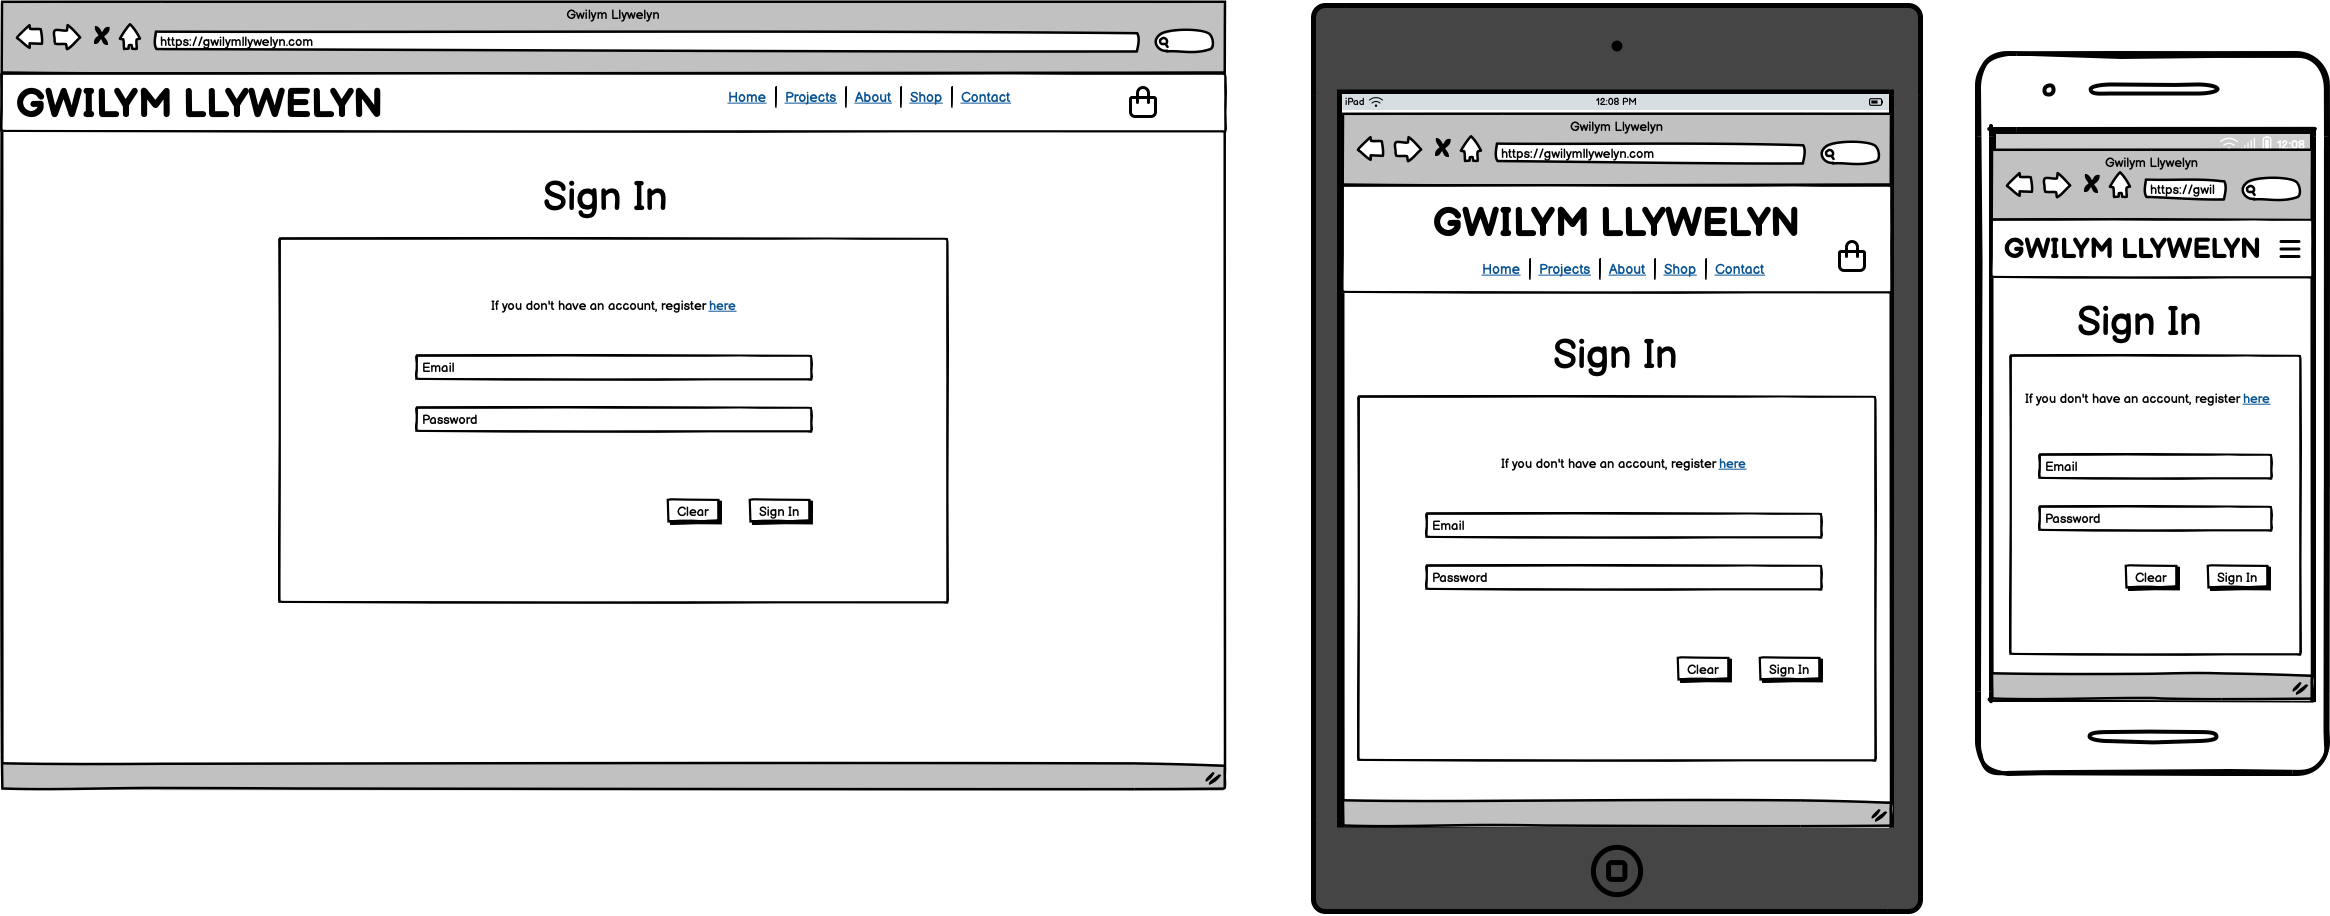 Gwilym Llywelyn
https://gwilymllywelyn.com
GWILYM LLYWELYN
Home Projects About Shop Contact
Sign In
If you don't have an account, register here
Email
Password
Clear Sign In
iPad 12:08 PM
Gwilym Llywelyn
https://gwilymllywelyn.com
GWILYM LLYWELYN
Home Projects About Shop Contact
Sign In
If you don't have an account, register here
Email
Password
Clear Sign In
12:08
Gwilym Llywelyn
https://gwil
GWILYM LLYWELYN
Sign In
If you don't have an account, register here
Email
Password
Clear Sign In